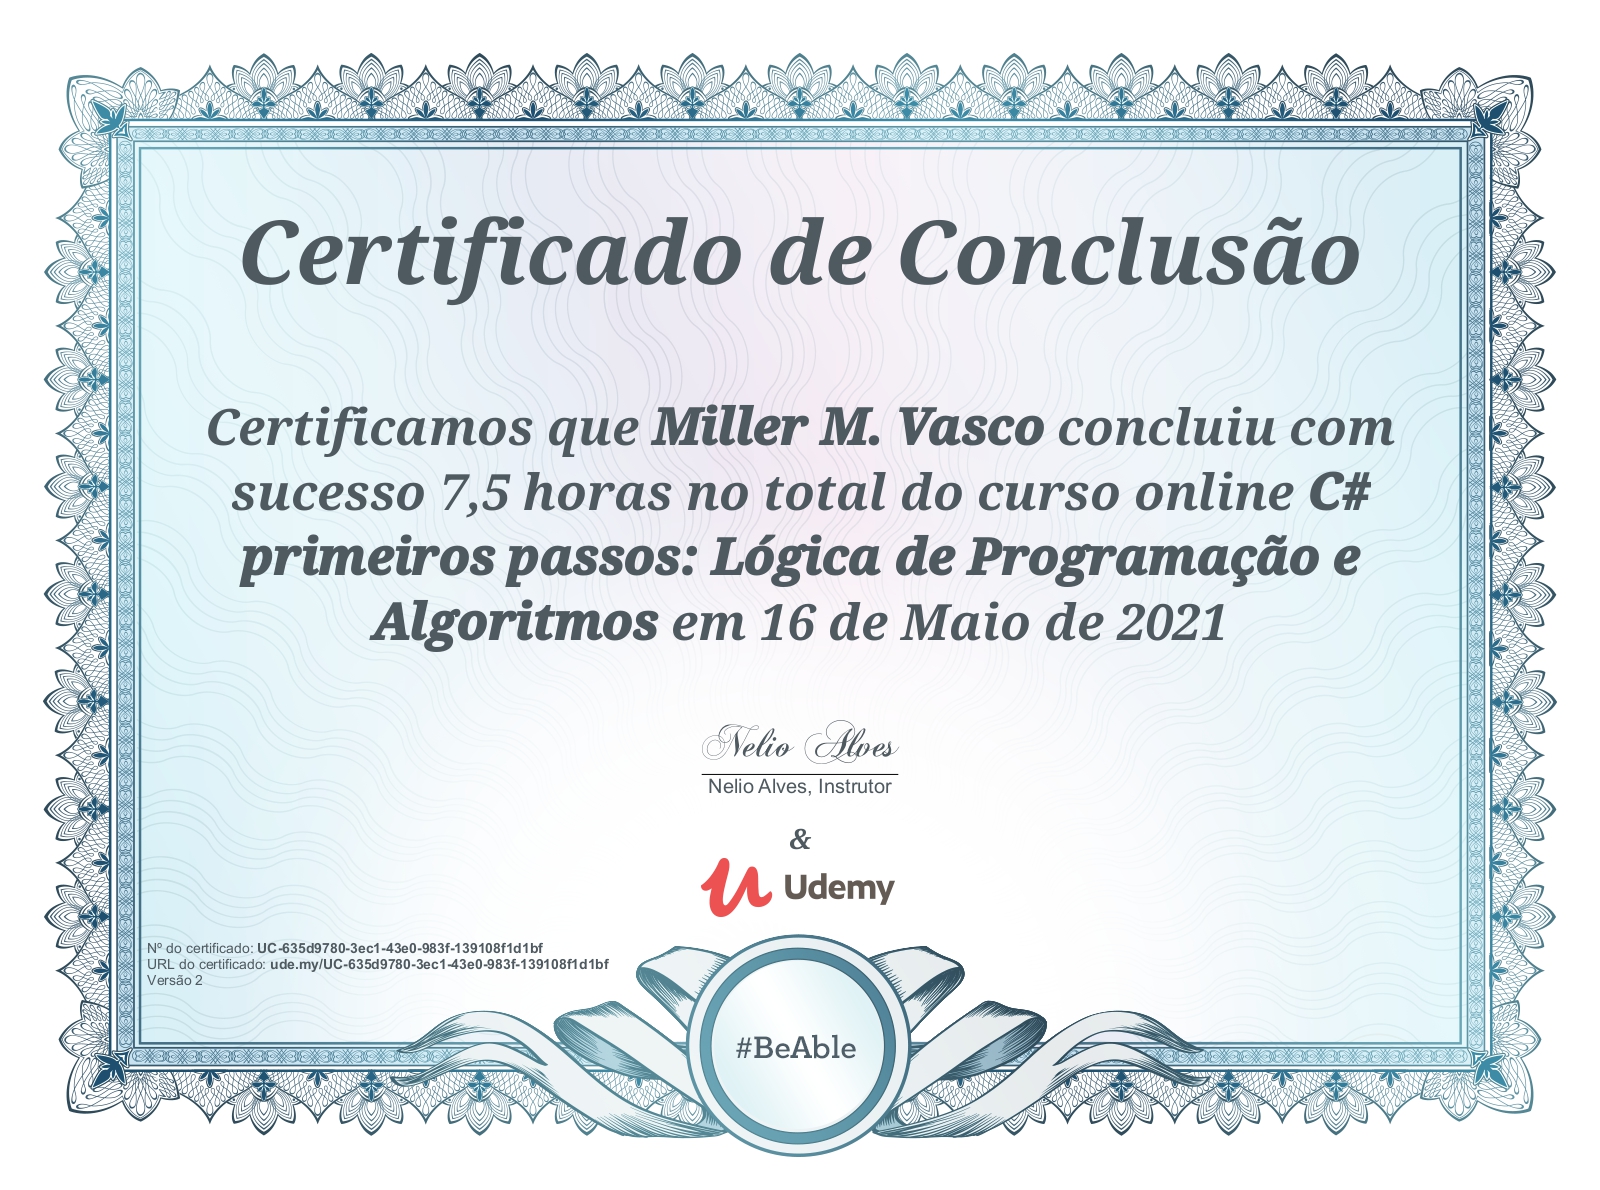 Certificado de Conclusão
Certificamos que Miller M. Vasco concluiu com
sucesso 7,5 horas no total do curso online C#
primeiros passos: Lógica de Programação e
Algoritmos em 16 de Maio de 2021
Nelio Alves
Nelio Alves, Instrutor
&
Udemy
Nº do certificado: UC-635d9780-3ec1-43e0-983f-139108f1d1bf
URL do certificado: ude.my/UC-635d9780-3ec1-43e0-983f-139108f1d1bf
Versão 2
#BeAble